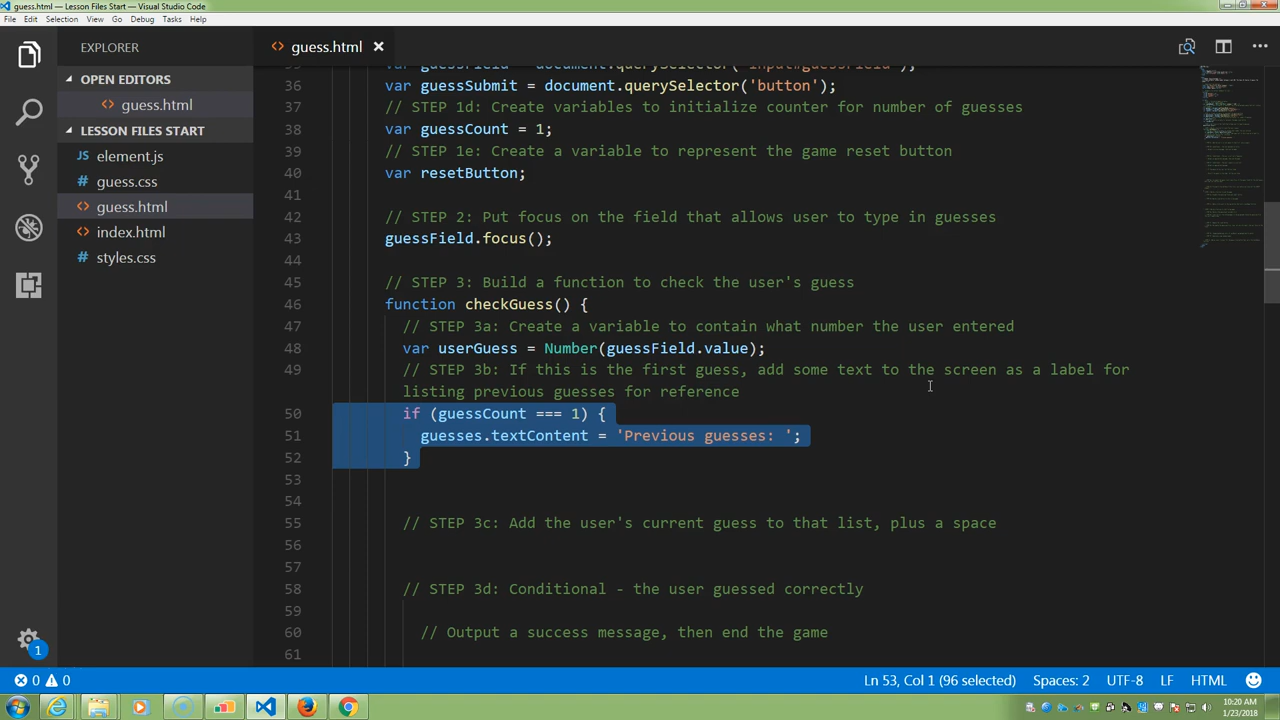 guess.html — Lesson Files Start — Visual Studio Code
File Edit Selection View Go Debug Tasks Help
EXPLORER
guess.html
OPEN EDITORS
guess.html
LESSON FILES START
element.js
guess.css
guess.html
index.html
styles.css
35 var guessField = document.querySelector('input#guessField');
36 var guessSubmit = document.querySelector('button');
37 // STEP 1d: Create variables to initialize counter for number of guesses
38 var guessCount = 1;
39 // STEP 1e: Create a variable to represent the game reset button
40 var resetButton;
41
42 // STEP 2: Put focus on the field that allows user to type in guesses
43 guessField.focus();
44
45 // STEP 3: Build a function to check the user's guess
46 function checkGuess() {
47 // STEP 3a: Create a variable to contain what number the user entered
48 var userGuess = Number(guessField.value);
49 // STEP 3b: If this is the first guess, add some text to the screen as a label for
listing previous guesses for reference
50 if (guessCount === 1) {
51 guesses.textContent = 'Previous guesses: ';
52 }
53
54
55 // STEP 3c: Add the user's current guess to that list, plus a space
56
57
58 // STEP 3d: Conditional - the user guessed correctly
59
60 // Output a success message, then end the game
61
1
0 0
Ln 53, Col 1 (96 selected) Spaces: 2 UTF-8 LF HTML
10:20 AM
1/23/2018